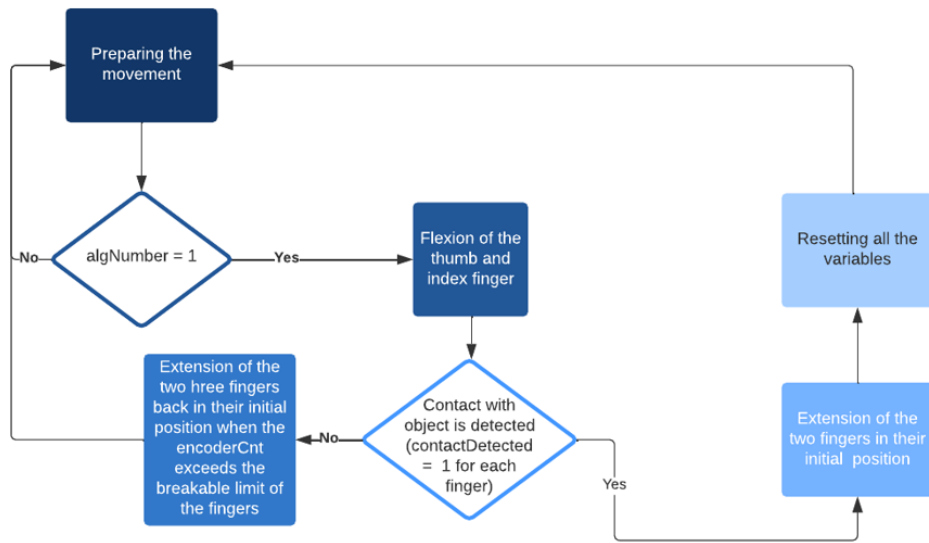 Preparing the
movement
No
algNumber = 1
Yes
Flexion of the
thumb and
index finger
Resetting all the
variables
Extension of the
two hree fingers
back in their initial
position when the
encoderCnt
exceeds the
breakable limit of
the fingers
No
Contact with
object is detected
(contactDetected
= 1 for each
finger)
Yes
Extension of the
two fingers in their
initial position